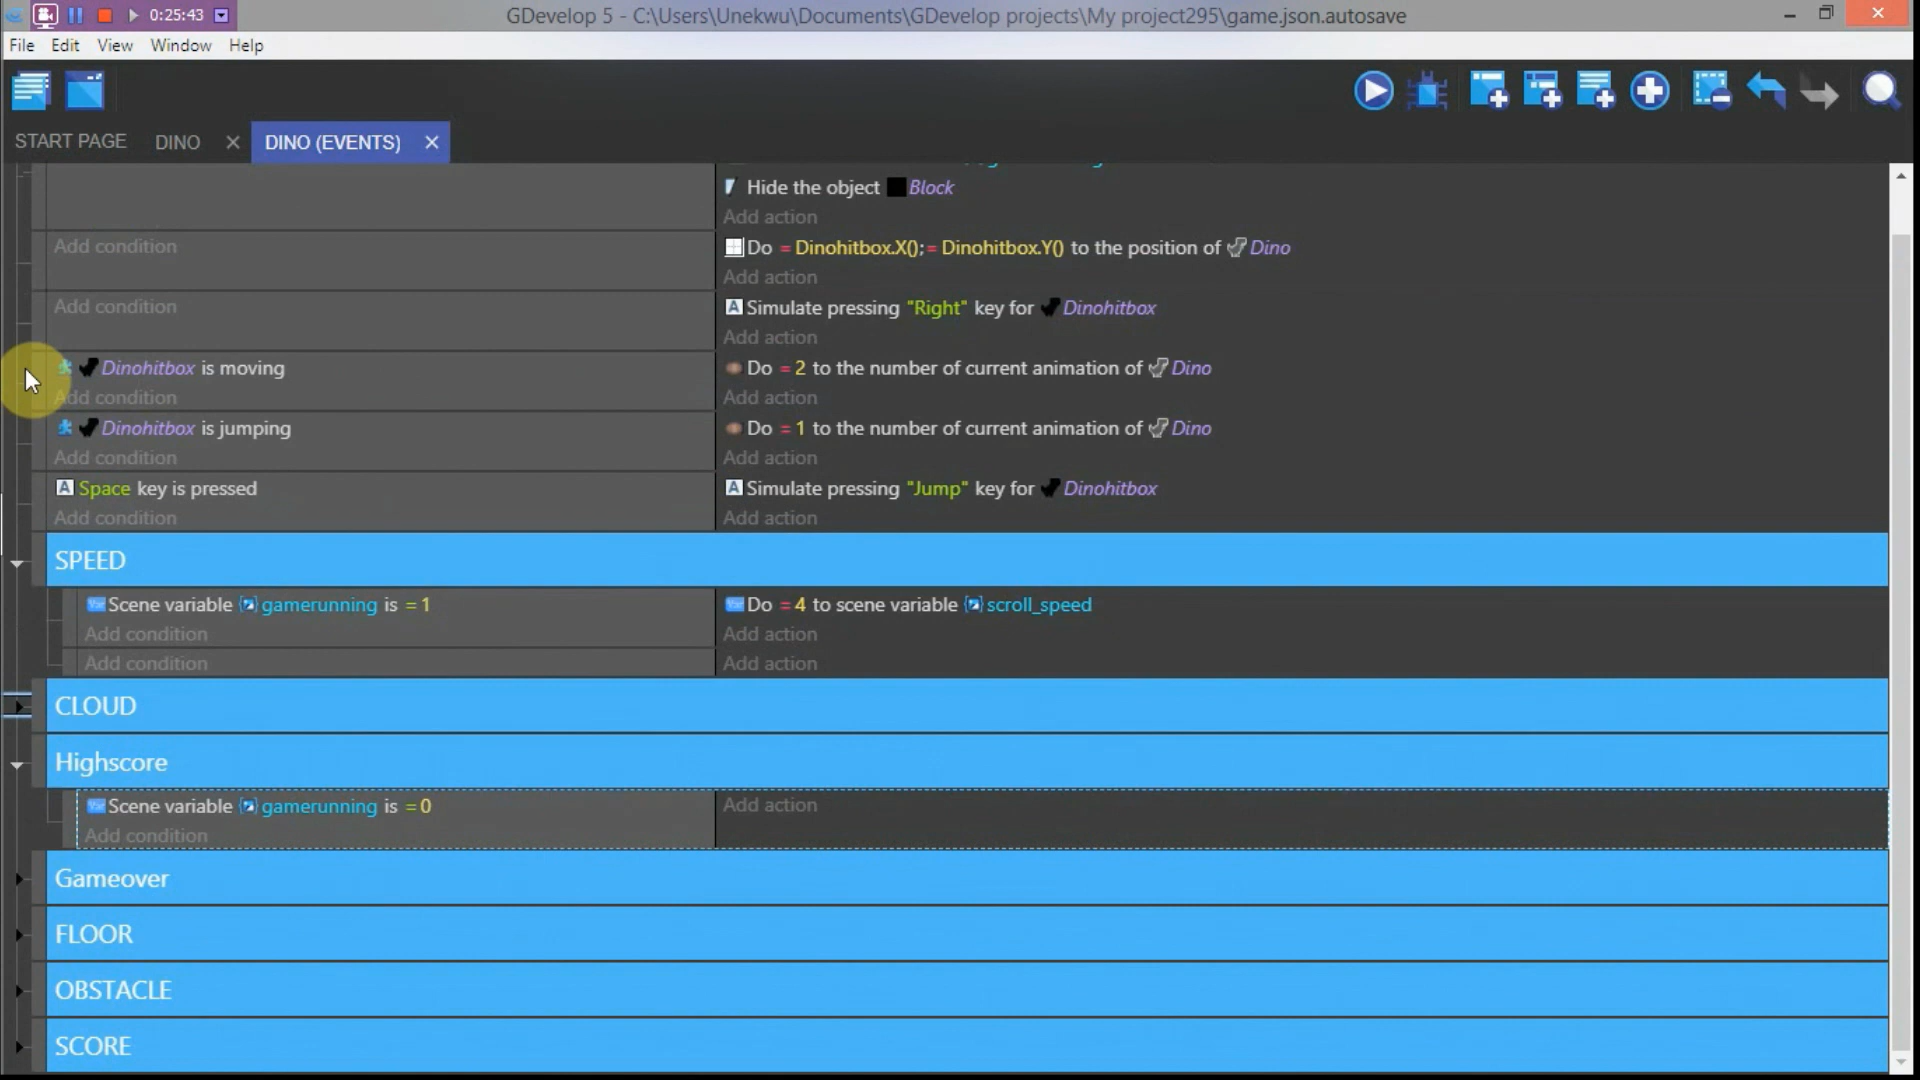 0:25:43
GDevelop 5 - C:\Users\Unekwu\Documents\GDevelop projects\My project295\game.json.autosave
File Edit View Window Help
START PAGE DINO DINO (EVENTS)
Hide the object Block
Add action
Add condition Do = Dinohitbox.X();= Dinohitbox.Y() to the position of Dino
Add action
Add condition Simulate pressing "Right" key for Dinohitbox
Add action
Dinohitbox is moving Do = 2 to the number of current animation of Dino
Add condition Add action
Dinohitbox is jumping Do = 1 to the number of current animation of Dino
Add condition Add action
Space key is pressed Simulate pressing "Jump" key for Dinohitbox
Add condition Add action
SPEED
Scene variable gamerunning is = 1 Do = 4 to scene variable scroll_speed
Add condition Add action
Add condition Add action
CLOUD
Highscore
Scene variable gamerunning is = 0 Add action
Add condition
Gameover
FLOOR
OBSTACLE
SCORE